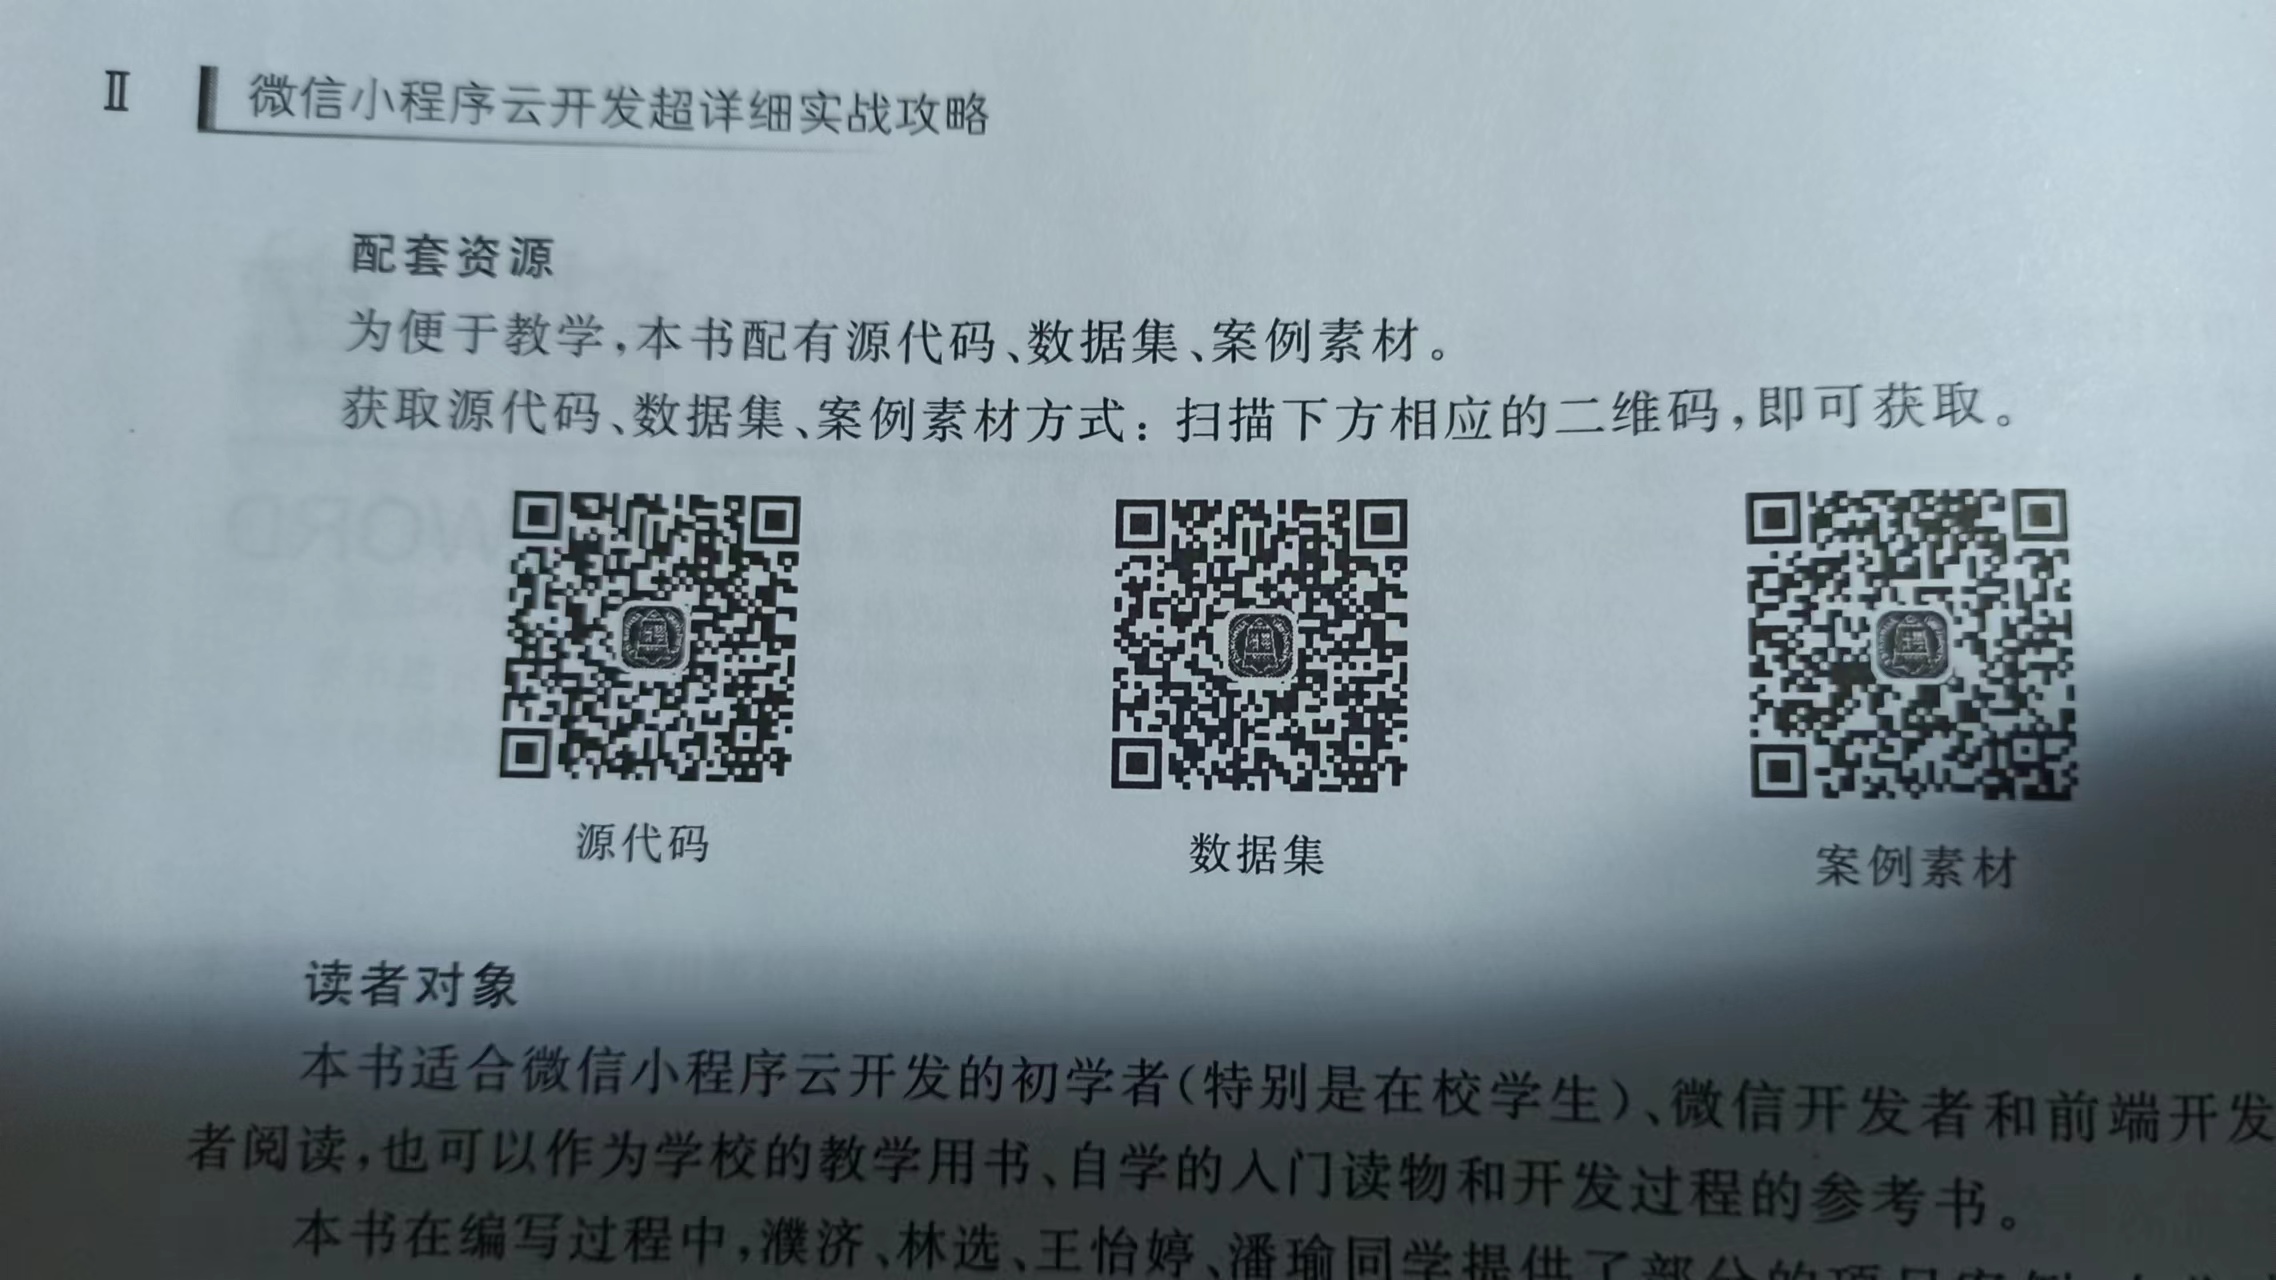 Ⅱ 微信小程序云开发超详细实战攻略
配套资源
为便于教学,本书配有源代码、数据集、案例素材。
获取源代码、数据集、案例素材方式：扫描下方相应的二维码,即可获取。
源代码 数据集 案例素材
读者对象
本书适合微信小程序云开发的初学者(特别是在校学生)、微信开发者和前端开发
者阅读,也可以作为学校的教学用书、自学的入门读物和开发过程的参考书。
本书在编写过程中,濮济、林选、王怡婷、潘瑜同学提供了部分的项目案例